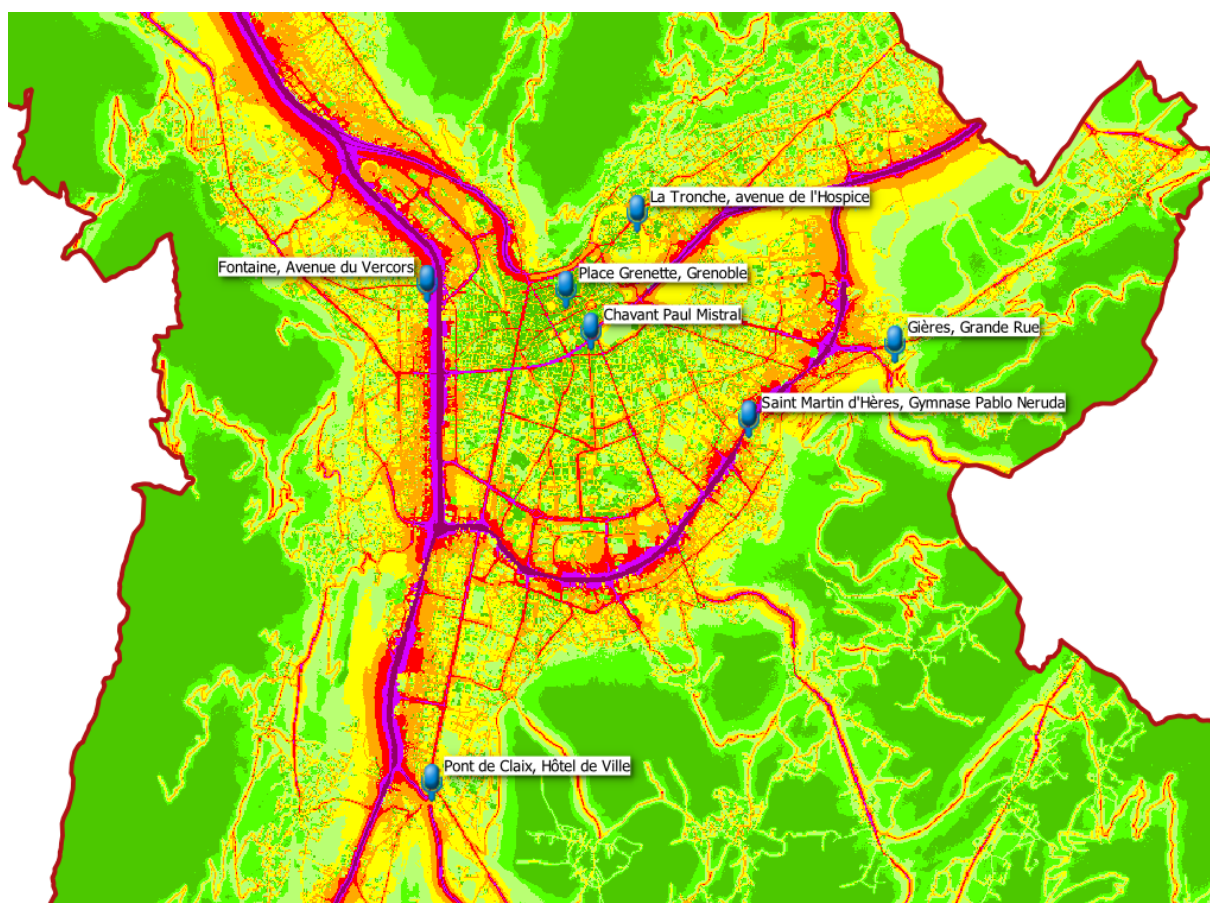 La Tronche, avenue de l'Hospice
Fontaine, Avenue du Vercors
Place Grenette, Grenoble
Chavant Paul Mistral
Gières, Grande Rue
Saint Martin d'Hères, Gymnase Pablo Neruda
Pont de Claix, Hôtel de Ville